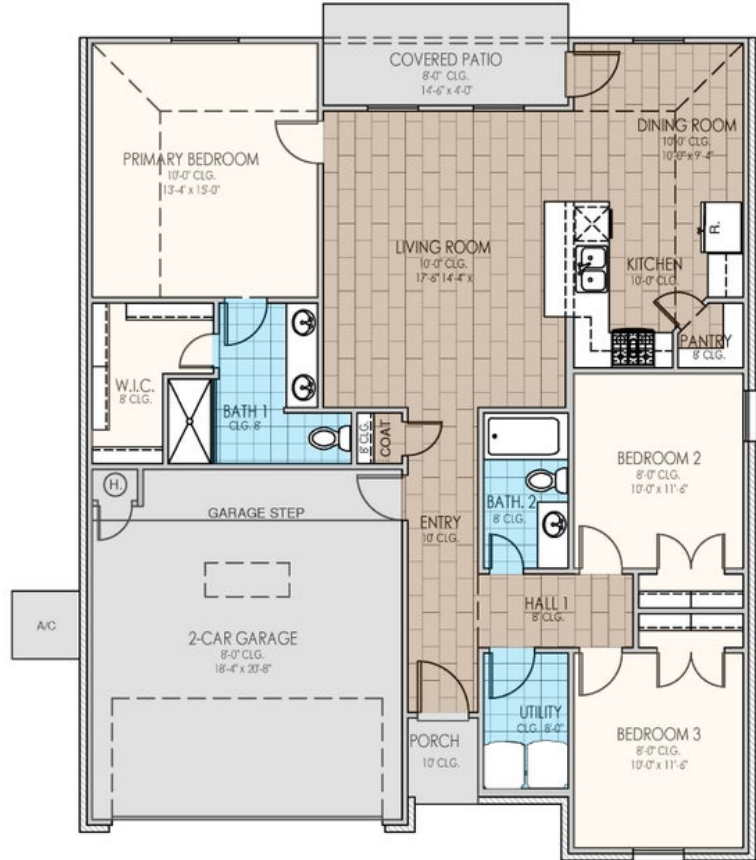 COVERED PATIO
8'-0" CLG.
14'-6" x 4'-0"
DINING ROOM
10'-0" CLG.
10'-0" x 9'-4"
PRIMARY BEDROOM
10'-0" CLG.
13'-4" x 15'-0"
R.
LIVING ROOM
10'-0" CLG.
17'-6" 14'-4" x
KITCHEN
10'-0" CLG.
PANTRY
8' CLG.
W.I.C.
8' CLG.
BATH 1
CLG. 8'
8' CLG.
COAT
BEDROOM 2
8'-0" CLG.
10'-0" x 11'-6"
H.
BATH. 2
8' CLG.
GARAGE STEP
ENTRY
10' CLG.
HALL 1
8' CLG.
A/C
2-CAR GARAGE
8'-0" CLG.
18'-4" x 20'-8"
UTILITY
CLG. 8'-0"
PORCH
10' CLG.
BEDROOM 3
8'-0" CLG.
10'-0" x 11'-6"